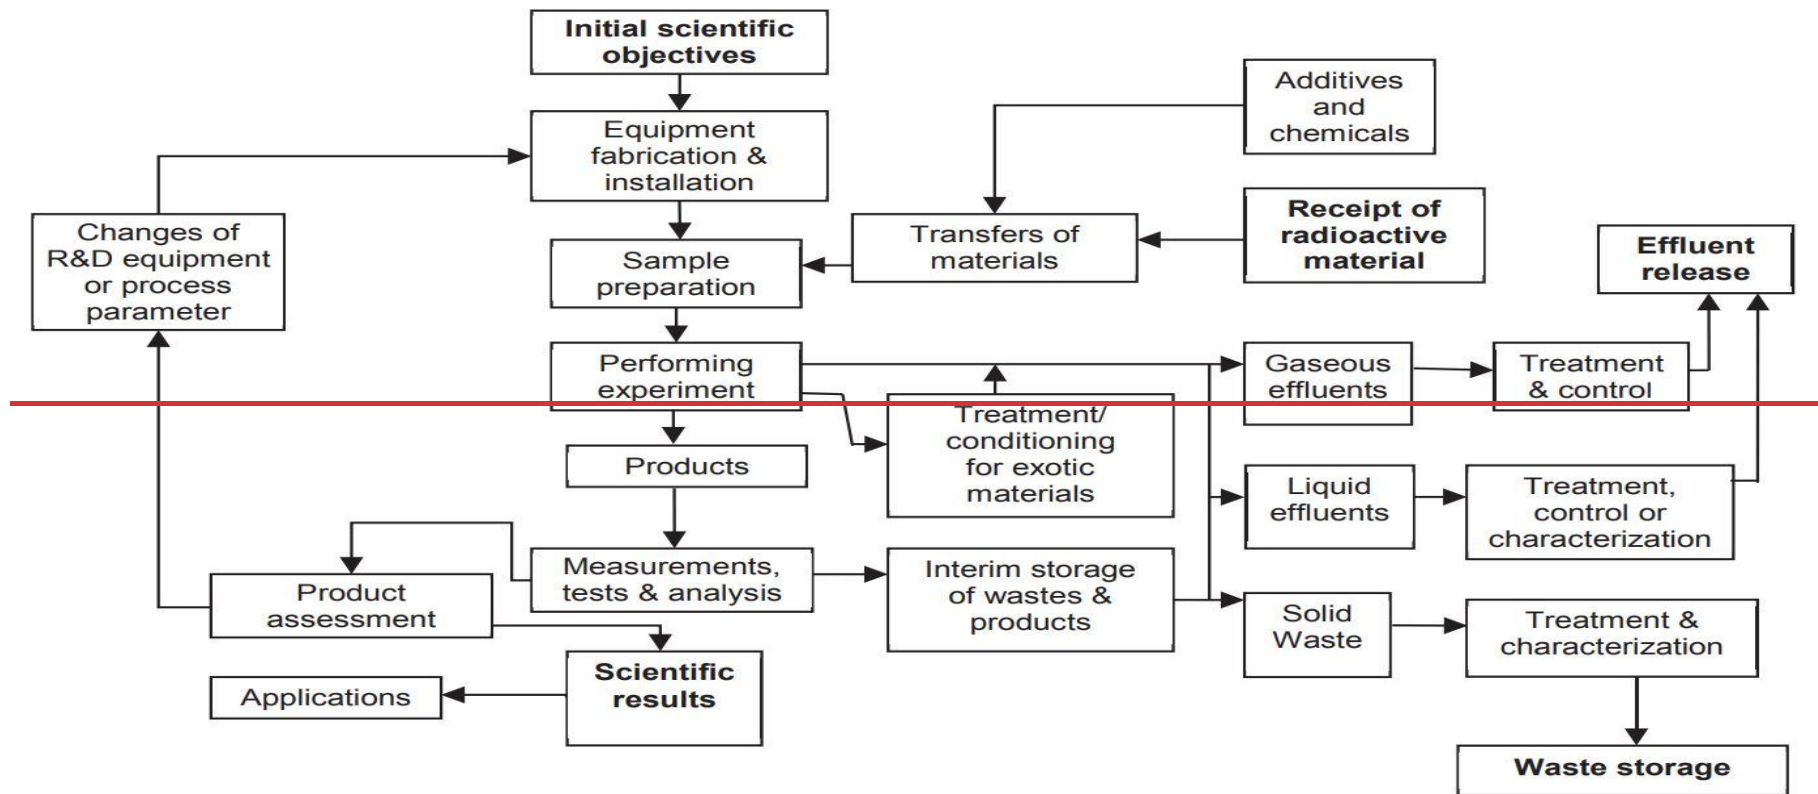 Initial scientific
objectives
Equipment
fabrication &
installation
Additives
and
chemicals
Changes of
R&D equipment
or process
parameter
Sample
preparation
Transfers of
materials
Receipt of
radioactive
material
Effluent
release
Performing
experiment
Gaseous
effluents
Treatment
& control
Treatment/
conditioning
for exotic
materials
Products
Liquid
effluents
Treatment,
control or
characterization
Measurements,
tests & analysis
Interim storage
of wastes &
products
Product
assessment
Solid
Waste
Treatment &
characterization
Scientific
results
Applications
Waste storage